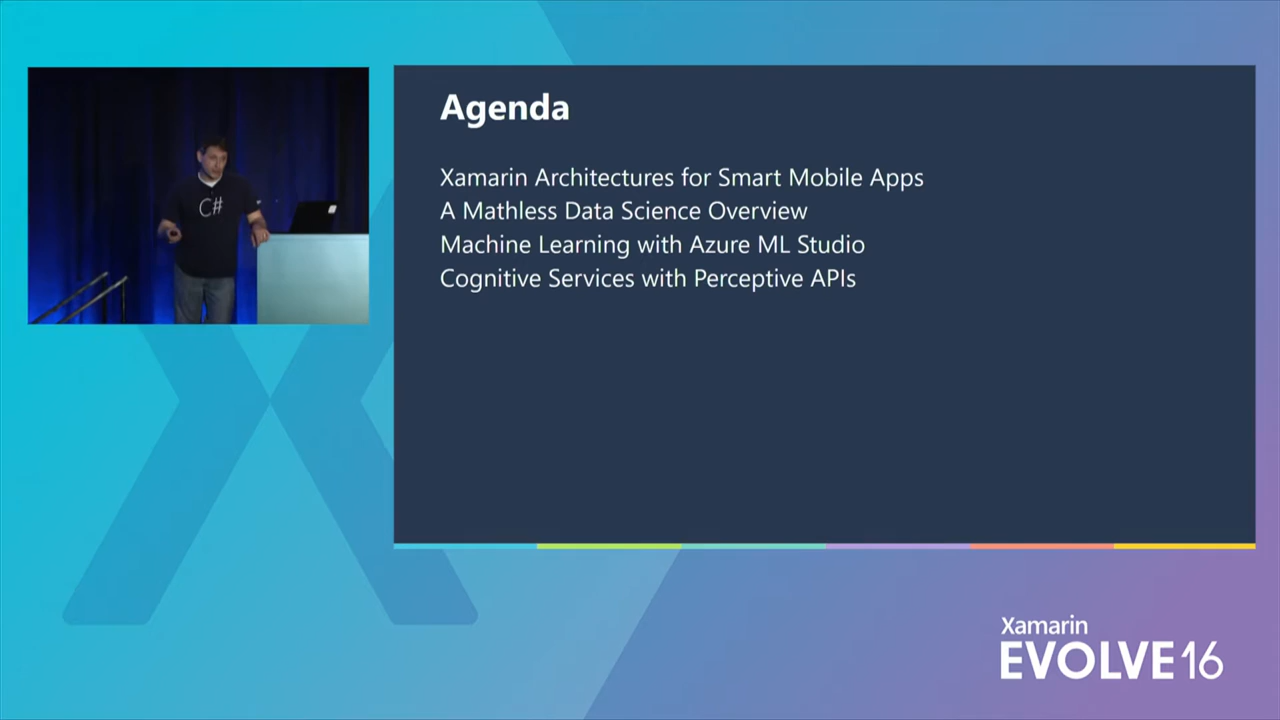 C#
Agenda
Xamarin Architectures for Smart Mobile Apps
A Mathless Data Science Overview
Machine Learning with Azure ML Studio
Cognitive Services with Perceptive APIs
Xamarin
EVOLVE16